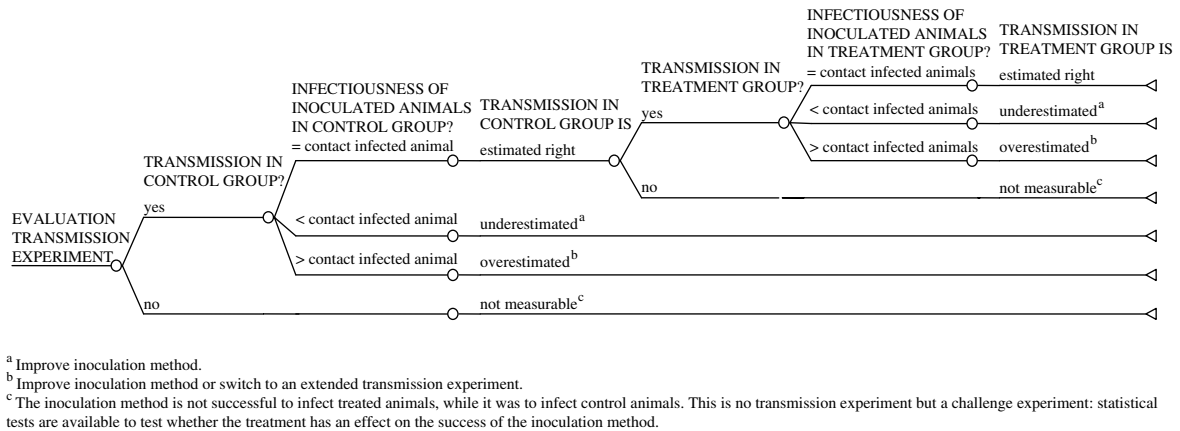 INFECTIOUSNESS OF
INOCULATED ANIMALS
IN TREATMENT GROUP?
TRANSMISSION IN
TREATMENT GROUP IS
= contact infected animals
estimated right
TRANSMISSION IN
TREATMENT GROUP?
< contact infected animals
underestimated a
yes
> contact infected animals
overestimated b
INFECTIOUSNESS OF
INOCULATED ANIMALS
IN CONTROL GROUP?
TRANSMISSION IN
CONTROL GROUP IS
= contact infected animal
estimated right
no
not measurable c
TRANSMISSION IN
CONTROL GROUP?
yes
< contact infected animal
underestimated a
> contact infected animal
overestimated b
EVALUATION
TRANSMISSION
EXPERIMENT
no
not measurable c
a Improve inoculation method.
b Improve inoculation method or switch to an extended transmission experiment.
c The inoculation method is not successful to infect treated animals, while it was to infect control animals. This is no transmission experiment but a challenge experiment: statistical
tests are available to test whether the treatment has an effect on the success of the inoculation method.